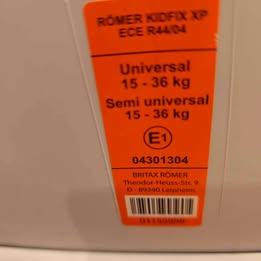 RÖMER KIDFIX XP
ECE R44/04
Universal
15 - 36 kg
Semi universal
15 - 36 kg
E1
04301304
BRITAX RÖMER
Theodor-Heuss-Str. 9
D - 89340 Leipheim